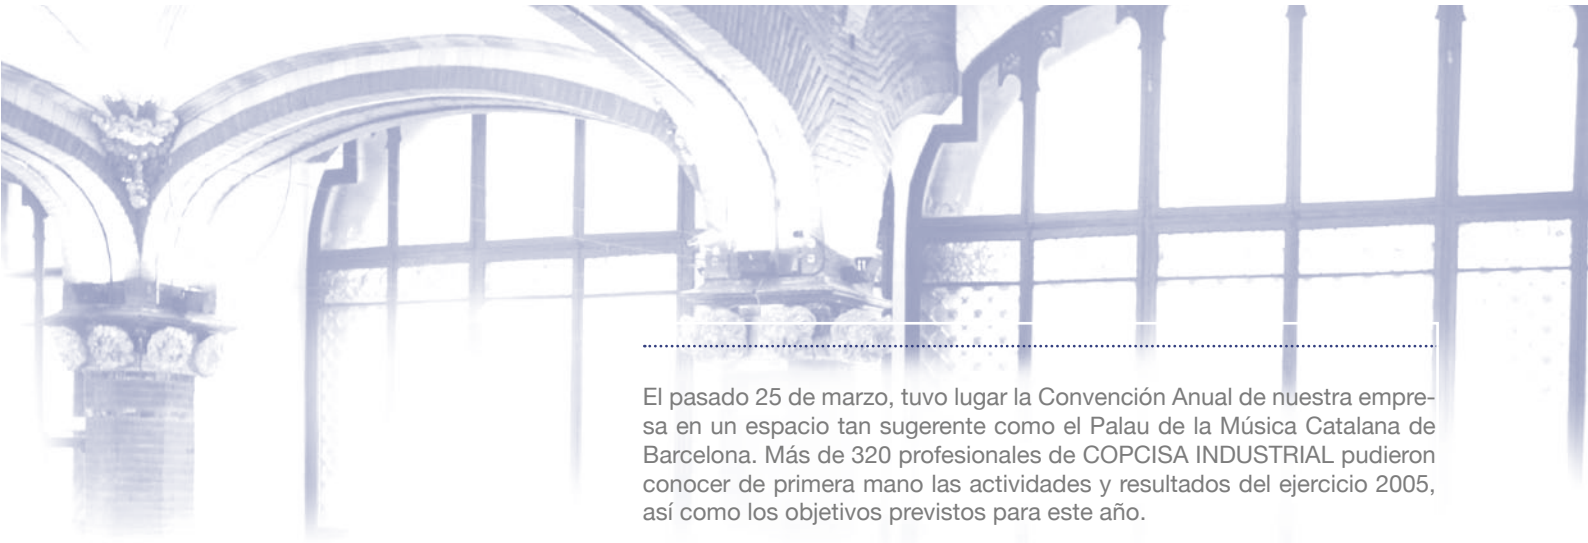 El pasado 25 de marzo, tuvo lugar la Convención Anual de nuestra empre-
sa en un espacio tan sugerente como el Palau de la Música Catalana de
Barcelona. Más de 320 profesionales de COPCISA INDUSTRIAL pudieron
conocer de primera mano las actividades y resultados del ejercicio 2005,
así como los objetivos previstos para este año.